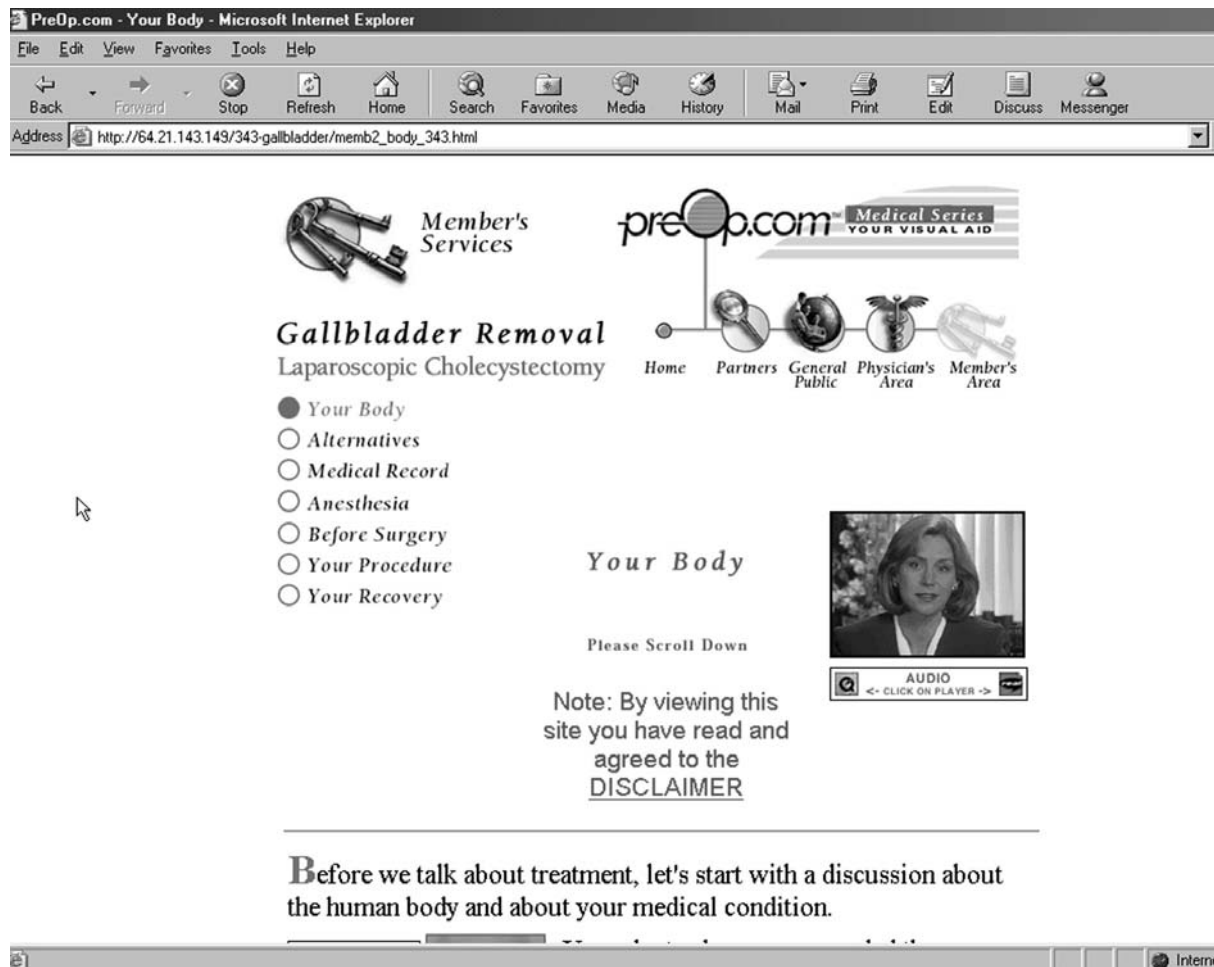 PreOp.com - Your Body - Microsoft Internet Explorer
File Edit View Favorites Tools Help
Back Forward Stop Refresh Home Search Favorites Media History Mail Print Edit Discuss Messenger
Address http://64.21.143.149/343-gallbladder/memb2_body_343.html
Member's
Services
preOp.com™ Medical Series
YOUR VISUAL AID
Gallbladder Removal
Laparoscopic Cholecystectomy
Home Partners General Public Physician's Area Member's Area
Your Body
Alternatives
Medical Record
Anesthesia
Before Surgery
Your Procedure
Your Recovery
Your Body
Please Scroll Down
AUDIO
<- CLICK ON PLAYER ->
Note: By viewing this
site you have read and
agreed to the
DISCLAIMER
Before we talk about treatment, let's start with a discussion about
the human body and about your medical condition.